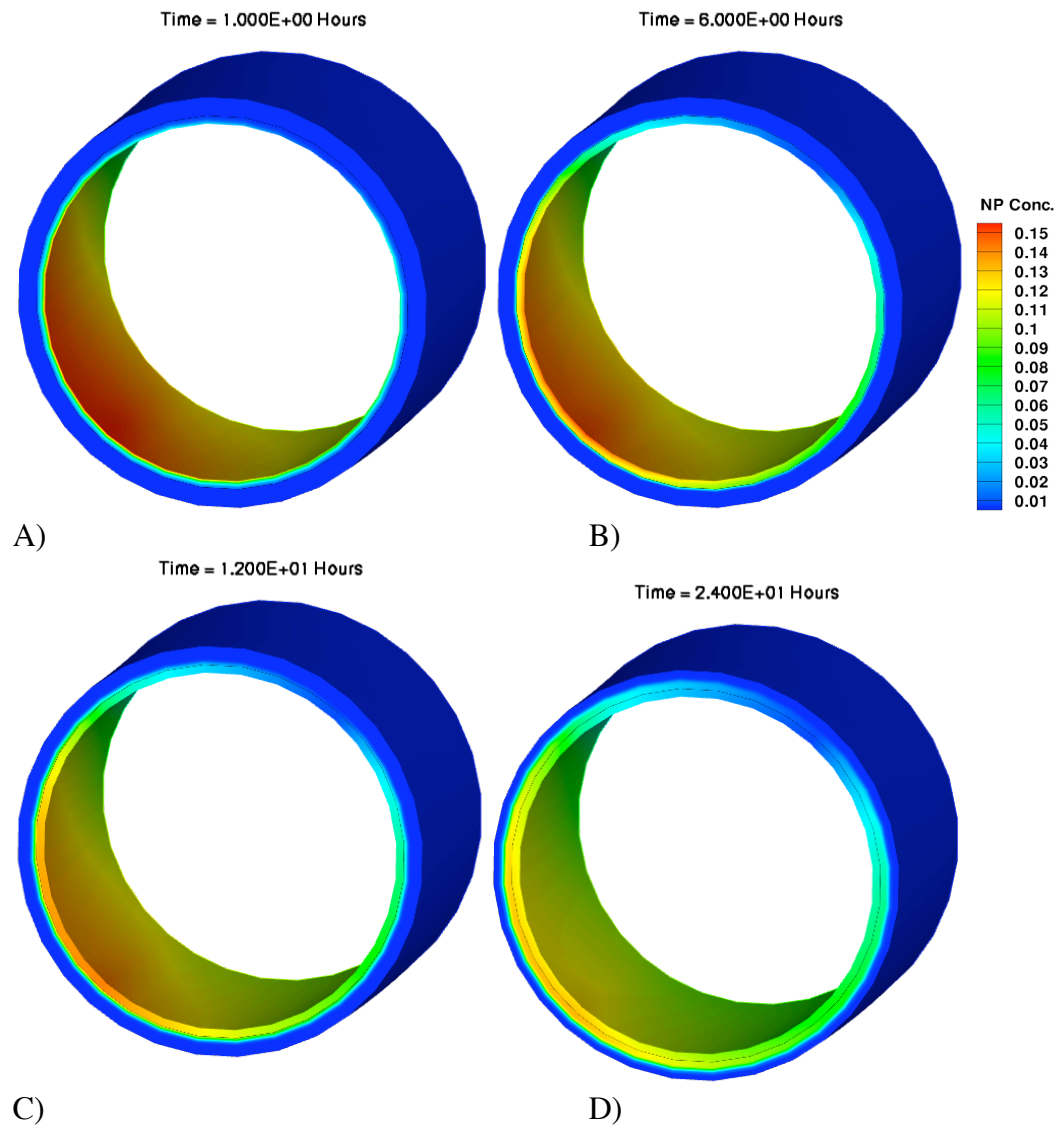 Time = 1.000E+00 Hours
Time = 6.000E+00 Hours
NP Conc.
0.15
0.14
0.13
0.12
0.11
0.1
0.09
0.08
0.07
0.06
0.05
0.04
0.03
0.02
0.01
A)
B)
Time = 1.200E+01 Hours
Time = 2.400E+01 Hours
C)
D)